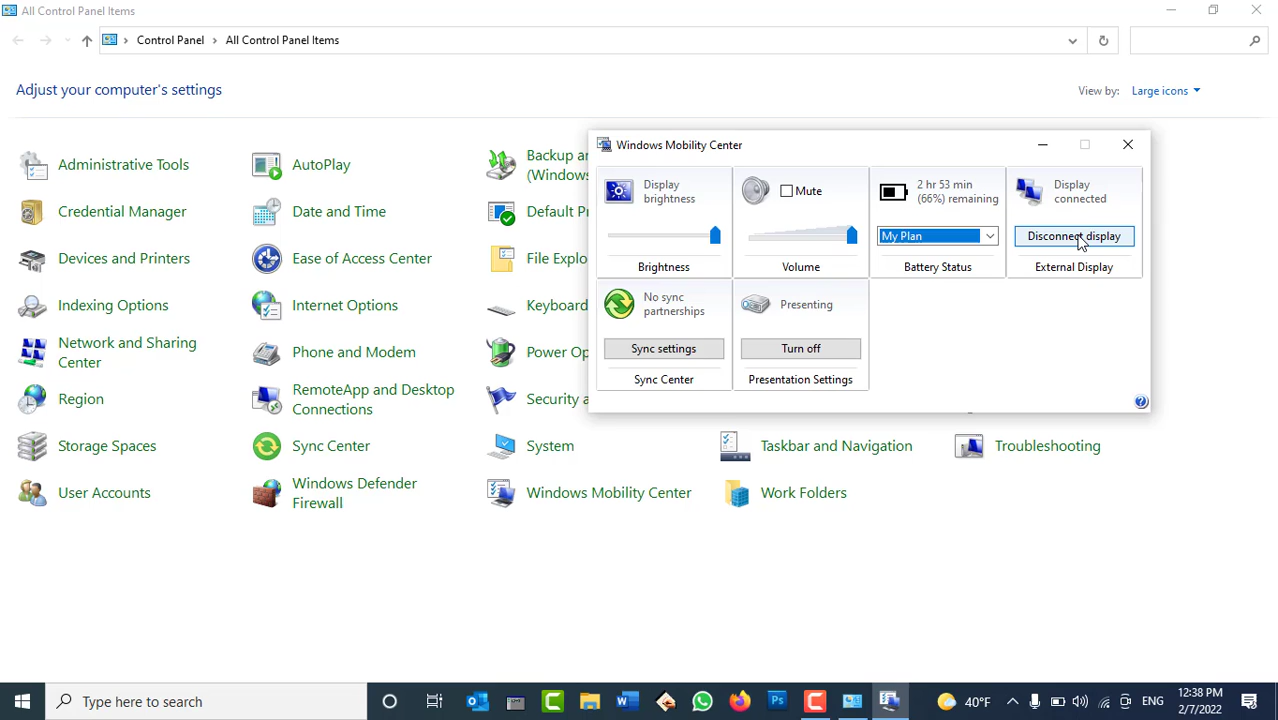 All Control Panel Items
Control Panel
All Control Panel Items
Adjust your computer's settings
View by:
Large icons
Administrative Tools
AutoPlay
Backup an
(Windows
Credential Manager
Date and Time
Default Pr
Devices and Printers
Ease of Access Center
File Explo
Indexing Options
Internet Options
Keyboard
Network and Sharing
Center
Phone and Modem
Power Op
Region
RemoteApp and Desktop
Connections
Security a
Storage Spaces
Sync Center
System
Taskbar and Navigation
Troubleshooting
User Accounts
Windows Defender
Firewall
Windows Mobility Center
Work Folders
Windows Mobility Center
Display
brightness
Brightness
Mute
Volume
2 hr 53 min
(66%) remaining
My Plan
Battery Status
Display
connected
Disconnect display
External Display
No sync
partnerships
Sync settings
Sync Center
Presenting
Turn off
Presentation Settings
Type here to search
Ps
40°F
ENG
12:38 PM
2/7/2022